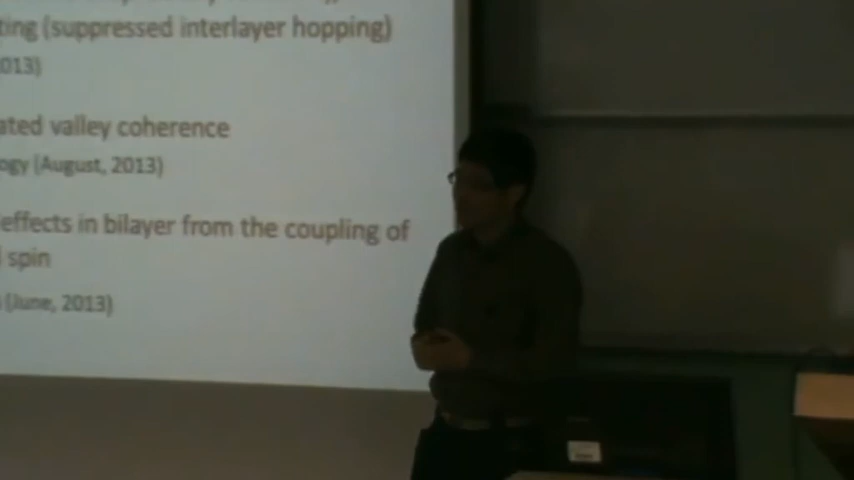 ting (suppressed interlayer hopping)
2013)
ated valley coherence
ogy (August, 2013)
effects in bilayer from the coupling of
spin
(June, 2013)